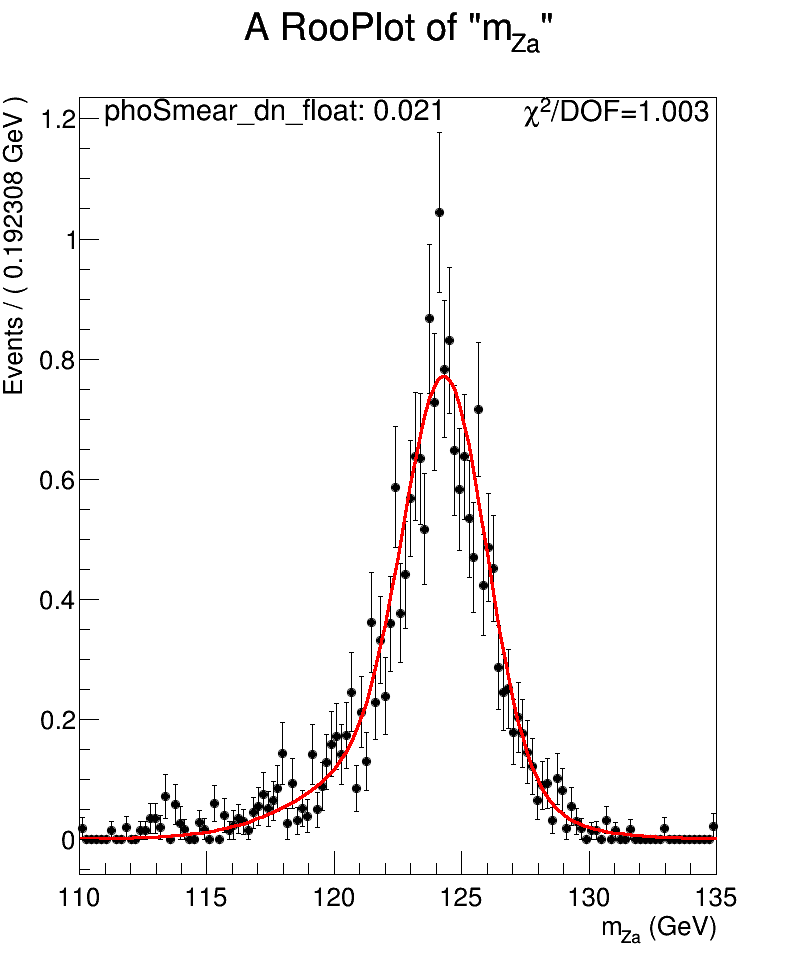 A RooPlot of "mZa"
phoSmear_dn_float: 0.021
χ²/DOF=1.003
Events / ( 0.192308 GeV )
1.2
1
0.8
0.6
0.4
0.2
0
110 115 120 125 130 135
mZa (GeV)